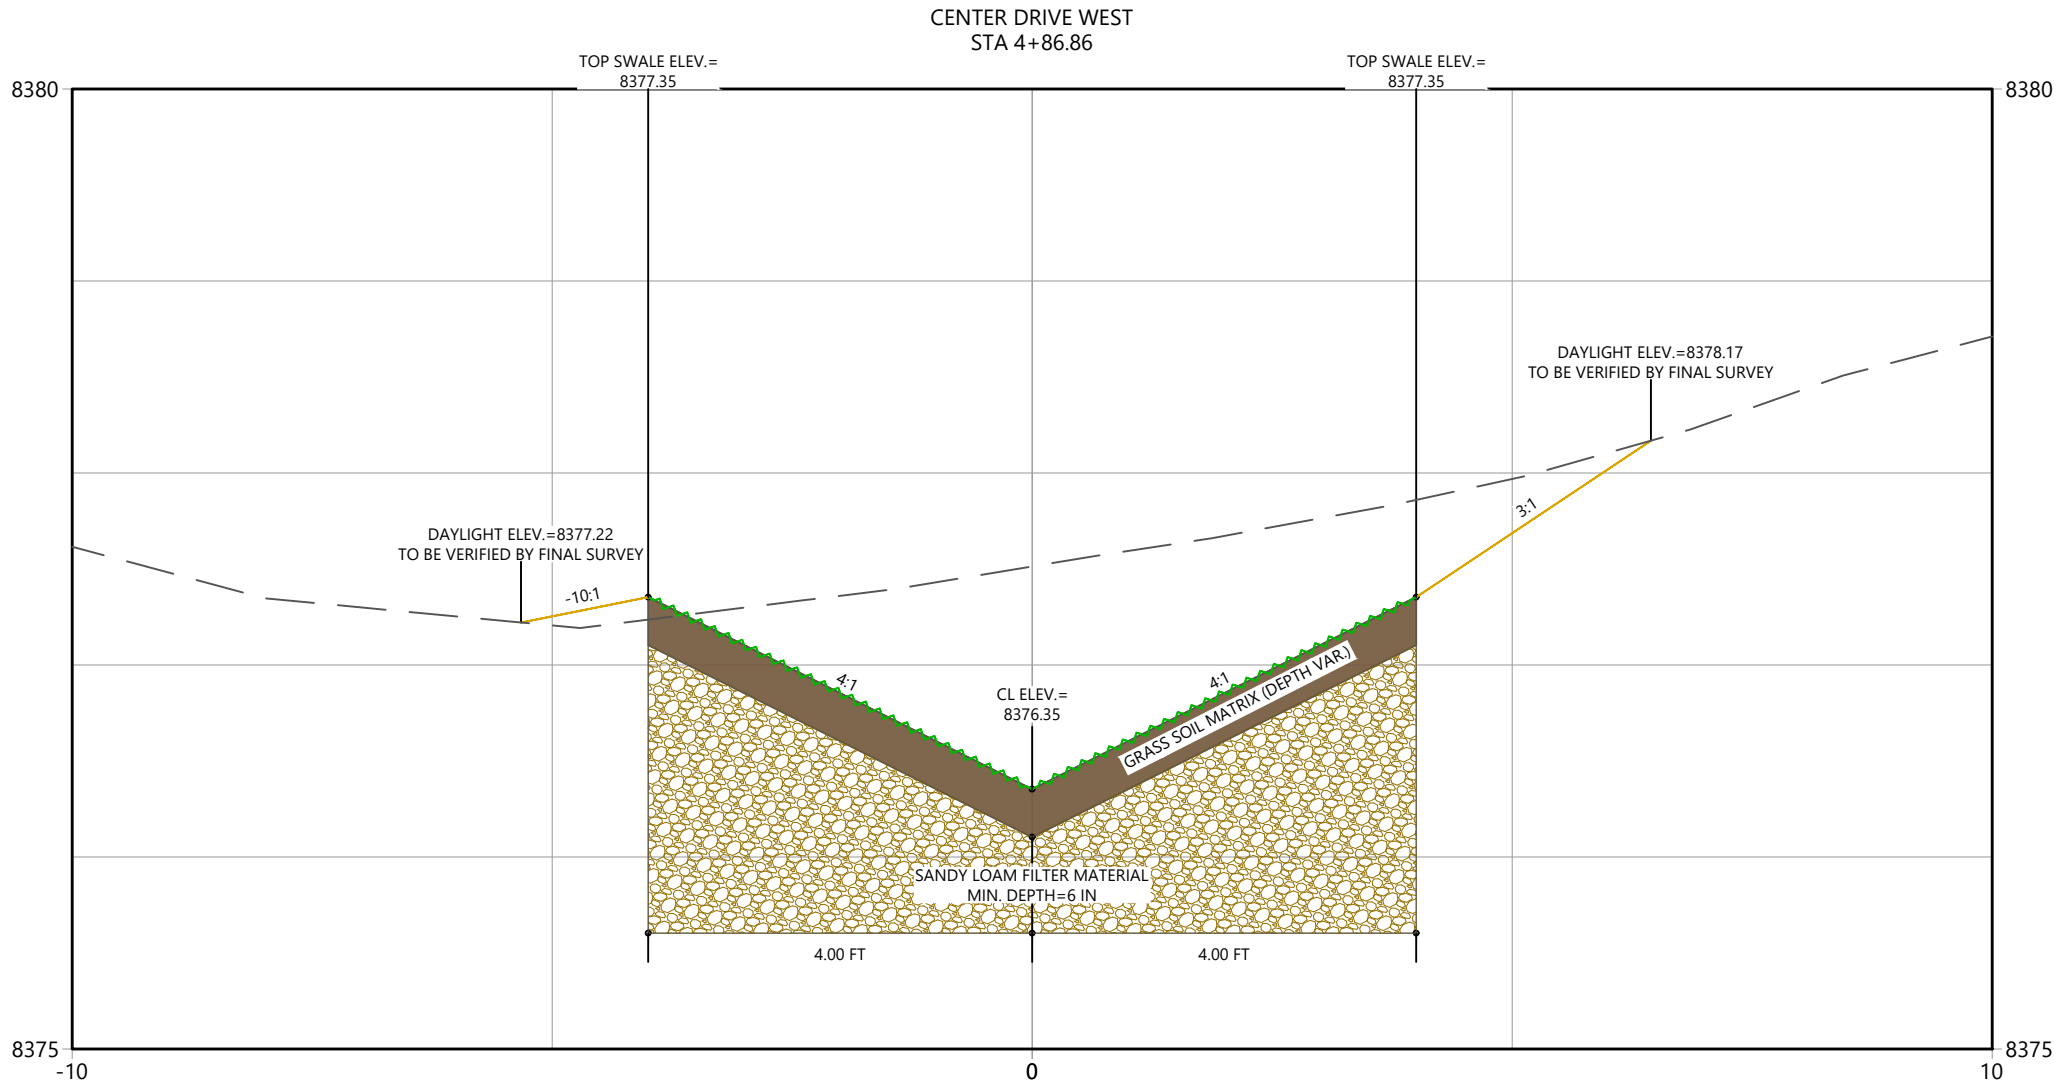 CENTER DRIVE WEST
STA 4+86.86
TOP SWALE ELEV.=
8377.35
TOP SWALE ELEV.=
8377.35
8380
8380
DAYLIGHT ELEV.=8378.17
TO BE VERIFIED BY FINAL SURVEY
3:1
DAYLIGHT ELEV.=8377.22
TO BE VERIFIED BY FINAL SURVEY
-10:1
4:1
4:1
CL ELEV.=
8376.35
GRASS SOIL MATRIX (DEPTH VAR.)
SANDY LOAM FILTER MATERIAL
MIN. DEPTH=6 IN
4.00 FT
4.00 FT
8375
8375
-10
0
10